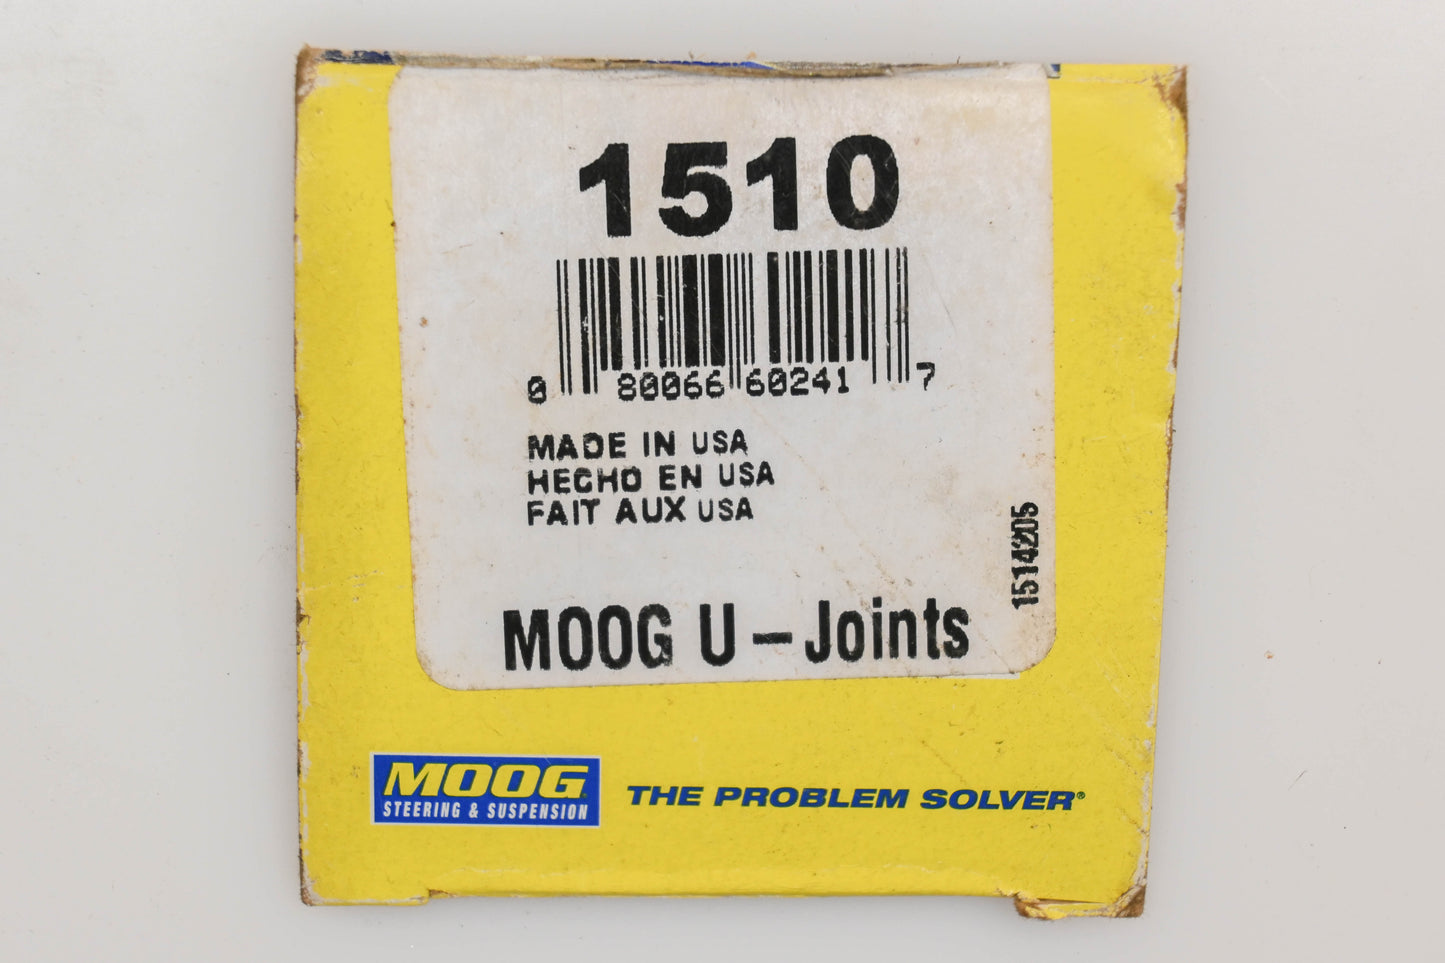 1510
0 80066 60241 7
MADE IN USA
HECHO EN USA
FAIT AUX USA
1514205
MOOG U-Joints
MOOG
STEERING & SUSPENSION
THE PROBLEM SOLVER®